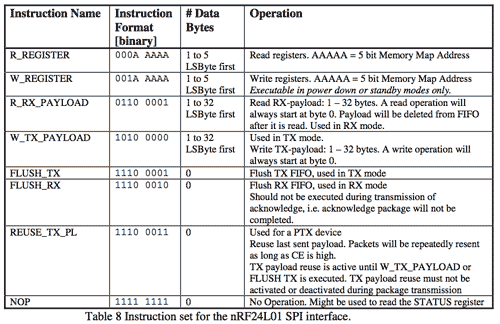 Instruction Name Instruction Format [binary] # Data Bytes Operation
R_REGISTER 000A AAAA 1 to 5 LSByte first Read registers. AAAAA = 5 bit Memory Map Address
W_REGISTER 001A AAAA 1 to 5 LSByte first Write registers. AAAAA = 5 bit Memory Map Address
Executable in power down or standby modes only.
R_RX_PAYLOAD 0110 0001 1 to 32 LSByte first Read RX-payload: 1 – 32 bytes. A read operation will
always start at byte 0. Payload will be deleted from FIFO
after it is read. Used in RX mode.
W_TX_PAYLOAD 1010 0000 1 to 32 LSByte first Used in TX mode.
Write TX-payload: 1 – 32 bytes. A write operation will
always start at byte 0.
FLUSH_TX 1110 0001 0 Flush TX FIFO, used in TX mode
FLUSH_RX 1110 0010 0 Flush RX FIFO, used in RX mode
Should not be executed during transmission of
acknowledge, i.e. acknowledge package will not be
completed.
REUSE_TX_PL 1110 0011 0 Used for a PTX device
Reuse last sent payload. Packets will be repeatedly resent
as long as CE is high.
TX payload reuse is active until W_TX_PAYLOAD or
FLUSH TX is executed. TX payload reuse must not be
activated or deactivated during package transmission
NOP 1111 1111 0 No Operation. Might be used to read the STATUS register
Table 8 Instruction set for the nRF24L01 SPI interface.